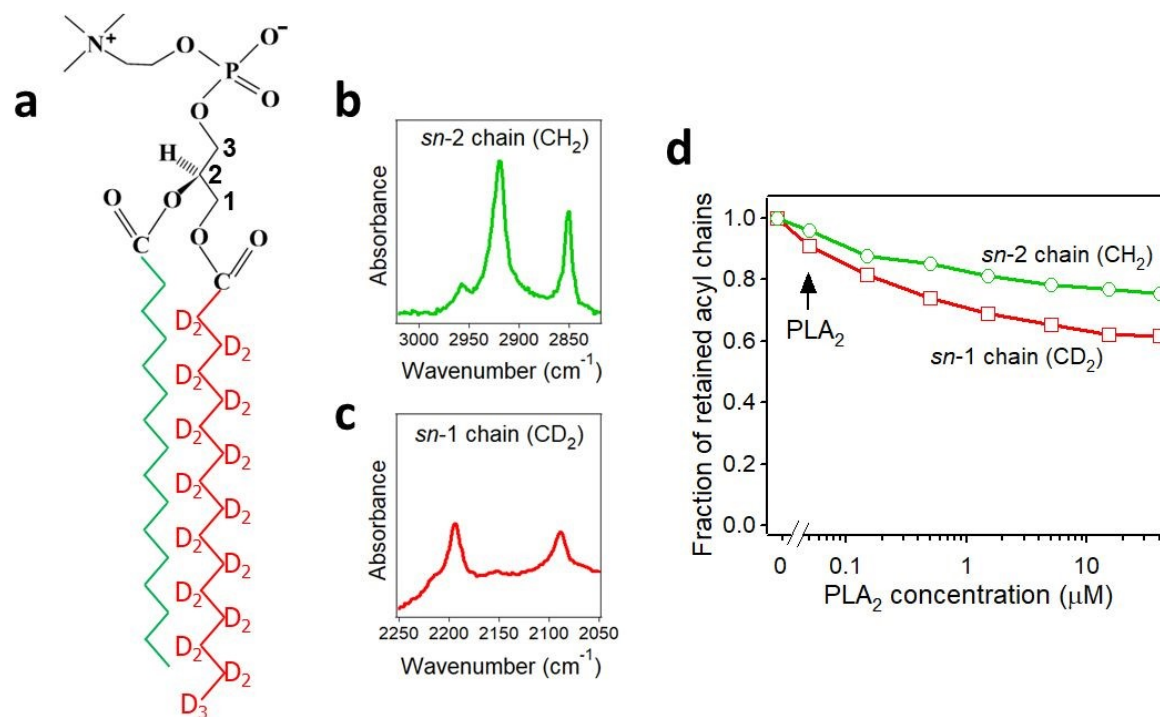 a
N⁺
O
O⁻
P
O
O
3
H
2
O
O
1
O
O
C
C
D₂
D₂
D₂
D₂
D₂
D₂
D₂
D₂
D₂
D₂
D₂
D₂
D₂
D₂
D₃
b
sn-2 chain (CH₂)
Absorbance
3000 2950 2900 2850
Wavenumber (cm⁻¹)
c
sn-1 chain (CD₂)
Absorbance
2250 2200 2150 2100 2050
Wavenumber (cm⁻¹)
d
Fraction of retained acyl chains
1.0
0.8
0.6
0.4
0.2
0.0
sn-2 chain (CH₂)
PLA₂
sn-1 chain (CD₂)
0 0.1 1 10
PLA₂ concentration (μM)